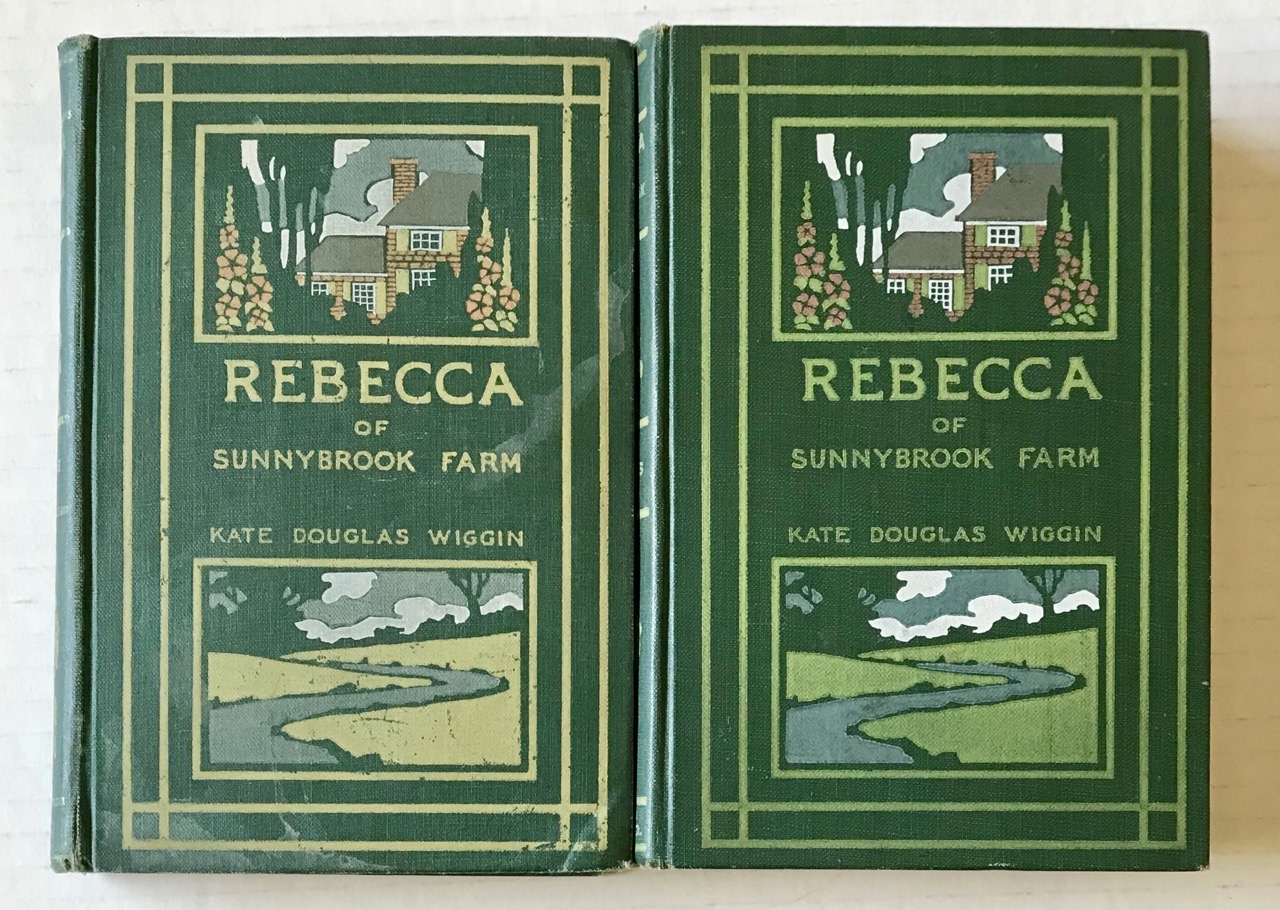 REBECCA
OF
SUNNYBROOK FARM
KATE DOUGLAS WIGGIN
REBECCA
OF
SUNNYBROOK FARM
KATE DOUGLAS WIGGIN